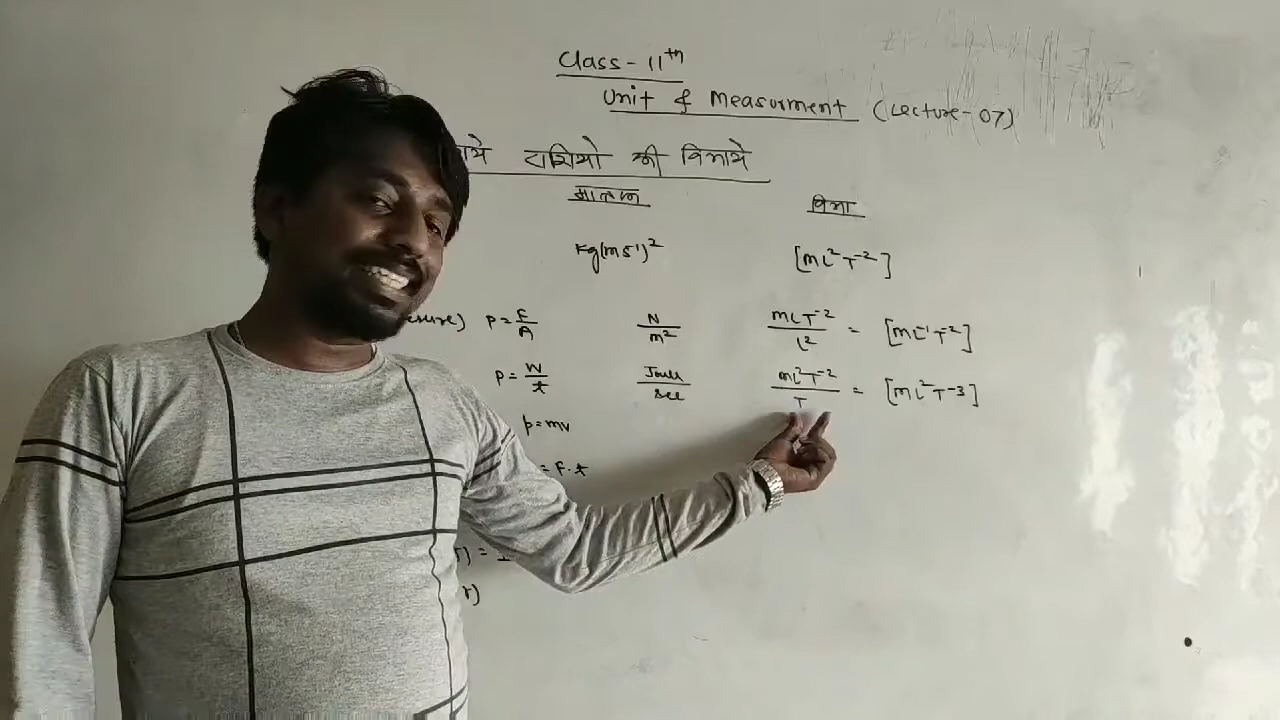 Class - 11th
Unit & Measurment (Lecture - 07)
राशियो की विमाये
मात्रक विमा
Kg(ms⁻¹)² [ML²T⁻²]
P = F/A N/m² MLT⁻²/L² = [ML⁻¹T⁻²]
P = W/t Joule/sec ML²T⁻²/T = [ML²T⁻³]
p = mv
= F·t